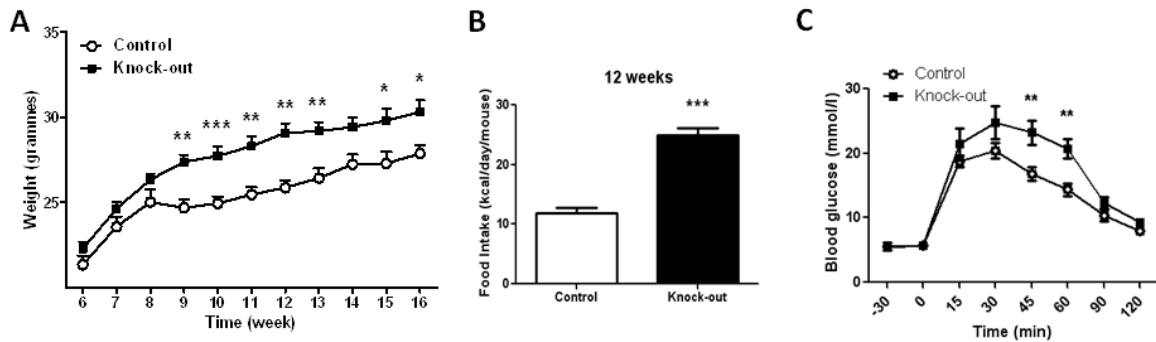 A
Control
Knock-out
Weight (grammes)
35
30
25
** *** ** ** ** * *
6 7 8 9 10 11 12 13 14 15 16
Time (week)
B
12 weeks
Food Intake (kcal/day/mouse)
30
20
10
0
***
Control Knock-out
C
Control
Knock-out
Blood glucose (mmol/l)
30
20
10
0
** **
-30 0 15 30 45 60 90 120
Time (min)